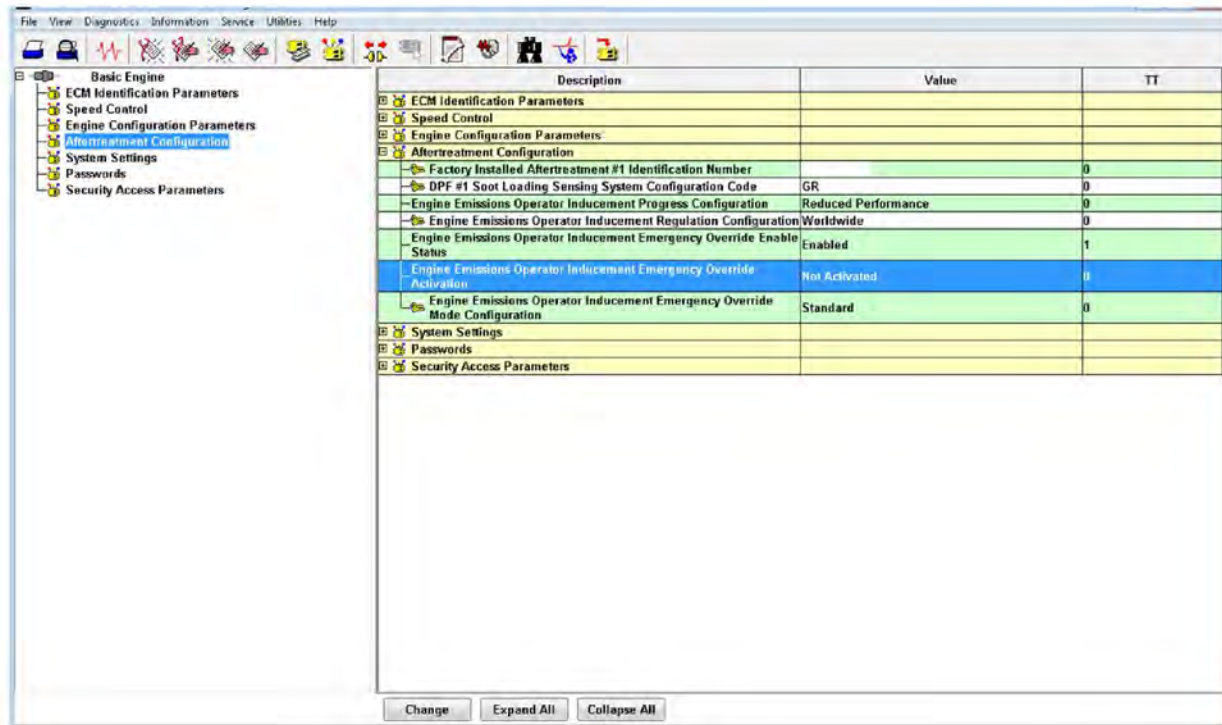 File View Diagnostics Information Service Utilities Help
Basic Engine
ECM Identification Parameters
Speed Control
Engine Configuration Parameters
Aftertreatment Configuration
System Settings
Passwords
Security Access Parameters
Description Value TT
ECM Identification Parameters
Speed Control
Engine Configuration Parameters
Aftertreatment Configuration
Factory Installed Aftertreatment #1 Identification Number 0
DPF #1 Soot Loading Sensing System Configuration Code GR 0
Engine Emissions Operator Inducement Progress Configuration Reduced Performance 0
Engine Emissions Operator Inducement Regulation Configuration Worldwide 0
Engine Emissions Operator Inducement Emergency Override Enable
Status Enabled 1
Engine Emissions Operator Inducement Emergency Override
Activation Not Activated 0
Engine Emissions Operator Inducement Emergency Override
Mode Configuration Standard 0
System Settings
Passwords
Security Access Parameters
Change Expand All Collapse All